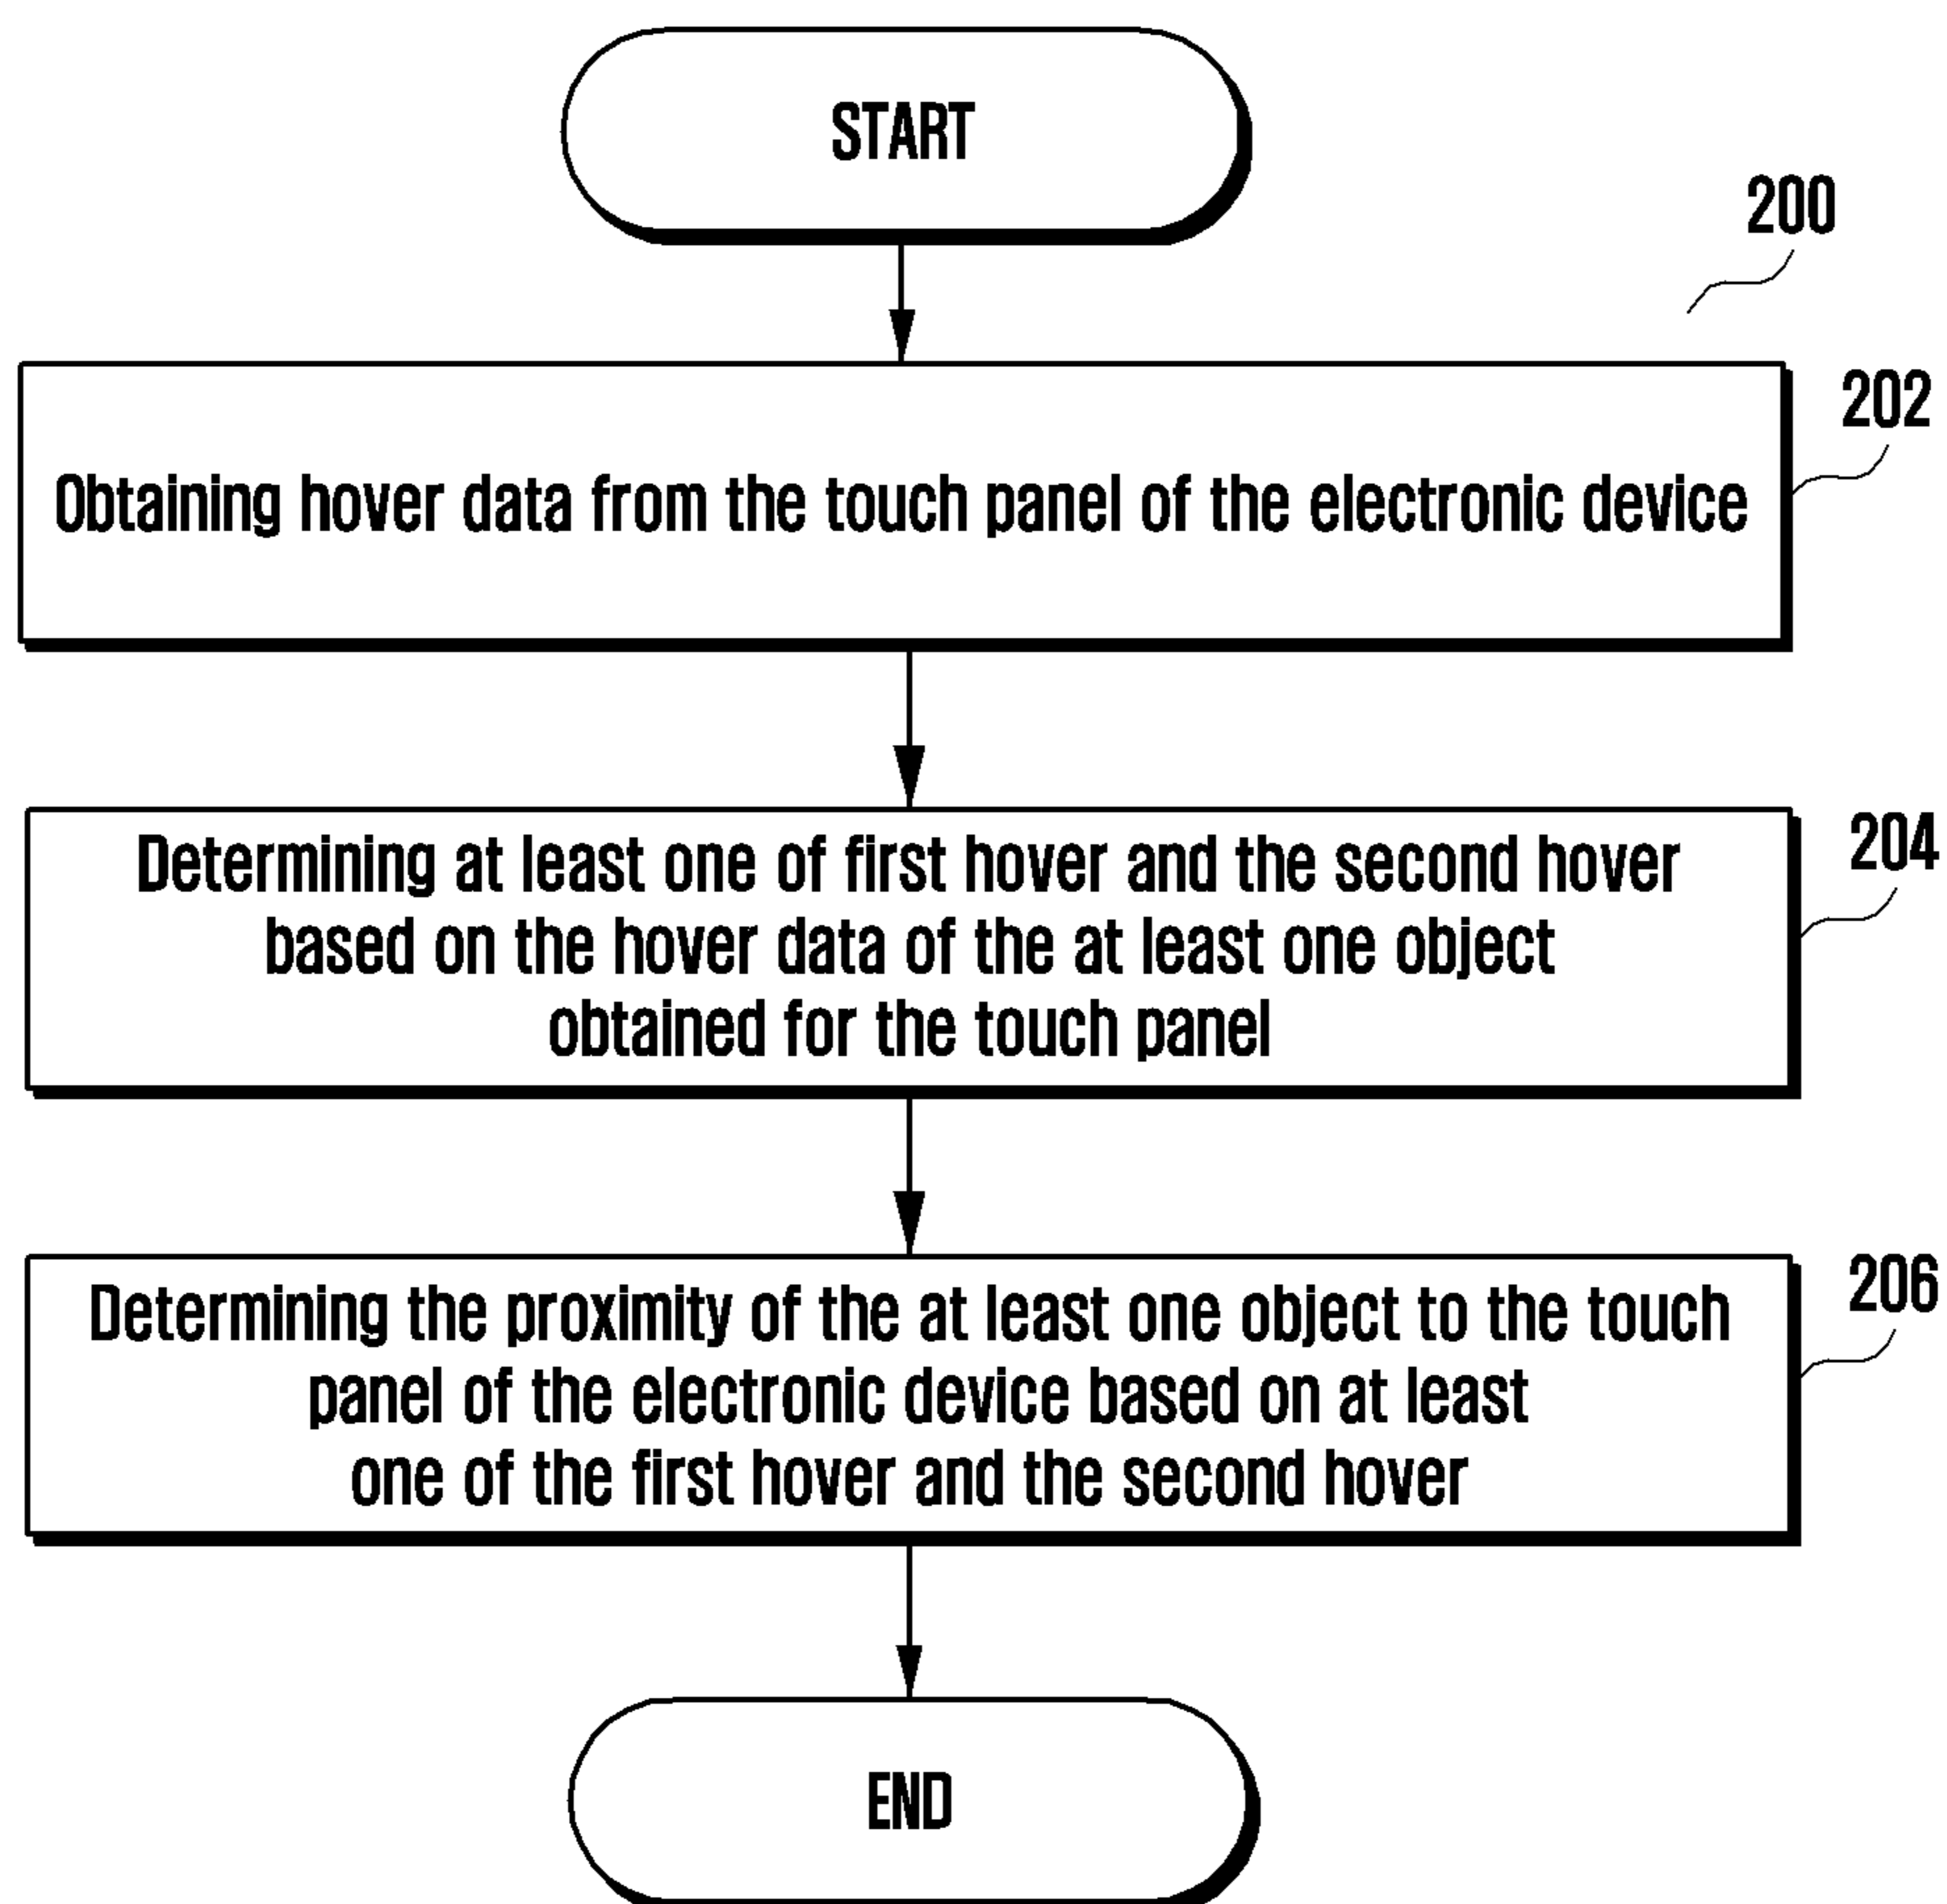 START
200
202
Obtaining hover data from the touch panel of the electronic device
204
Determining at least one of first hover and the second hover
based on the hover data of the at least one object
obtained for the touch panel
206
Determining the proximity of the at least one object to the touch
panel of the electronic device based on at least
one of the first hover and the second hover
END